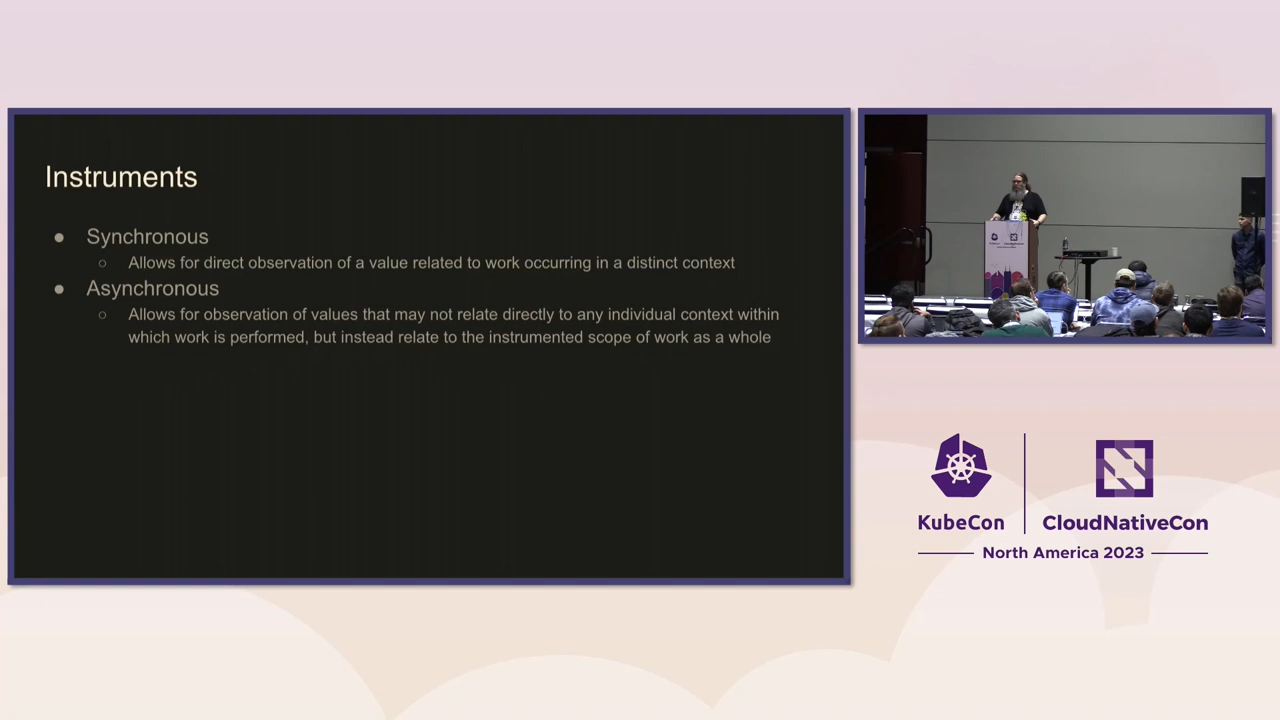 Instruments
● Synchronous
○ Allows for direct observation of a value related to work occurring in a distinct context
● Asynchronous
○ Allows for observation of values that may not relate directly to any individual context within
which work is performed, but instead relate to the instrumented scope of work as a whole
KubeCon
CloudNativeCon
North America 2023